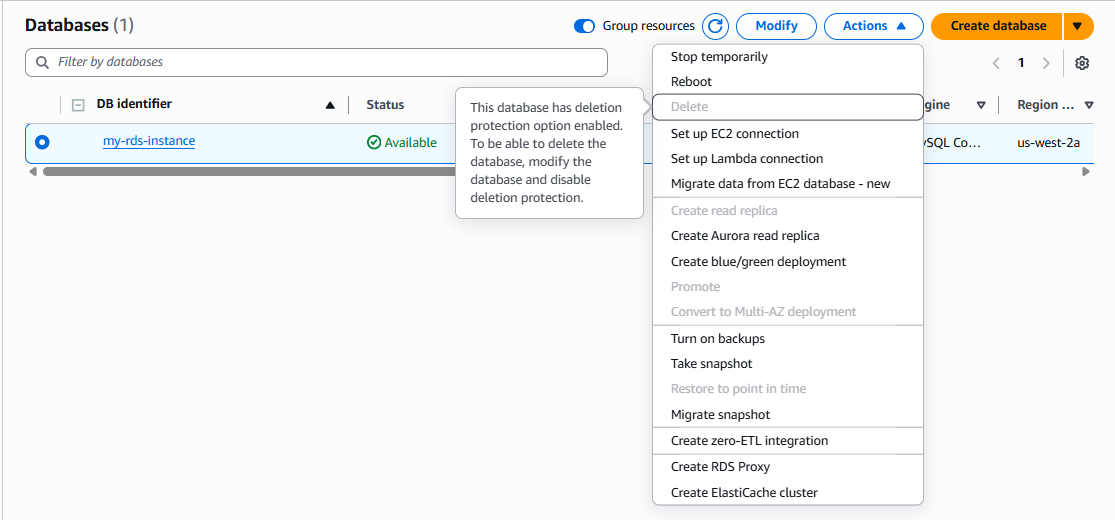 Databases (1)
Group resources
Modify
Actions
Create database
Filter by databases
1
DB identifier
Status
gine
Region ...
my-rds-instance
Available
ySQL Co...
us-west-2a
This database has deletion
protection option enabled.
To be able to delete the
database, modify the
database and disable
deletion protection.
Stop temporarily
Reboot
Delete
Set up EC2 connection
Set up Lambda connection
Migrate data from EC2 database - new
Create read replica
Create Aurora read replica
Create blue/green deployment
Promote
Convert to Multi-AZ deployment
Turn on backups
Take snapshot
Restore to point in time
Migrate snapshot
Create zero-ETL integration
Create RDS Proxy
Create ElastiCache cluster